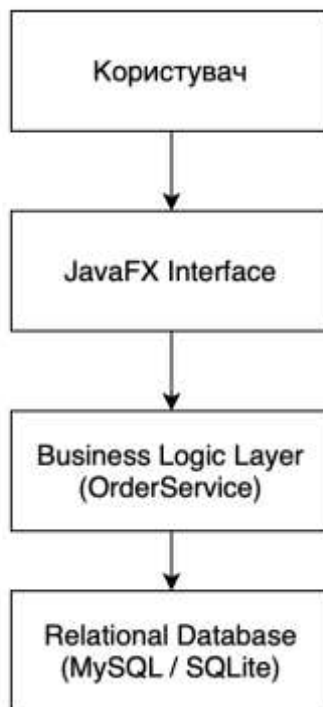 Користувач
JavaFX Interface
Business Logic Layer
(OrderService)
Relational Database
(MySQL / SQLite)